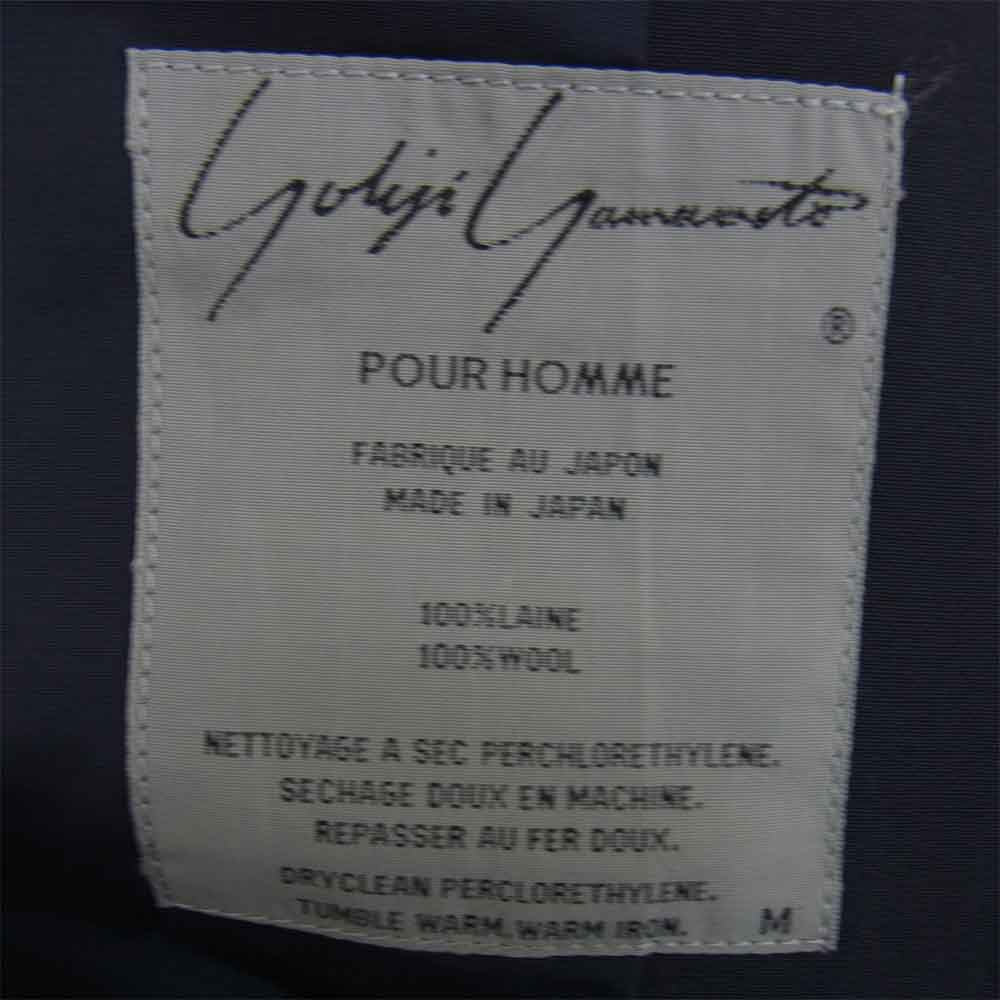 Yohji Yamamoto
®
POUR HOMME
FABRIQUE AU JAPON
MADE IN JAPAN
100%LAINE
100%WOOL
NETTOYAGE A SEC PERCHLORETHYLENE.
SECHAGE DOUX EN MACHINE.
REPASSER AU FER DOUX.
DRYCLEAN PERCLORETHYLENE.
TUMBLE WARM, WARM IRON. M